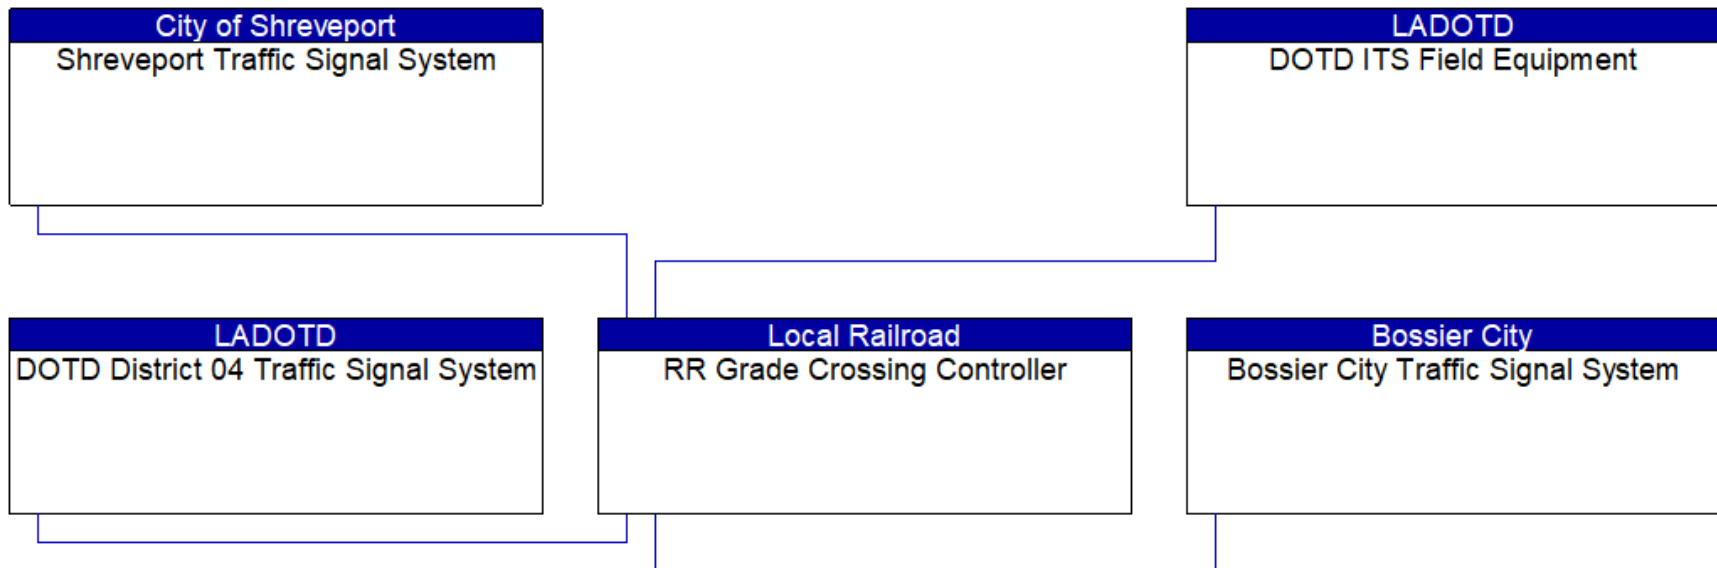 City of Shreveport
Shreveport Traffic Signal System
LADOTD
DOTD ITS Field Equipment
LADOTD
DOTD District 04 Traffic Signal System
Local Railroad
RR Grade Crossing Controller
Bossier City
Bossier City Traffic Signal System